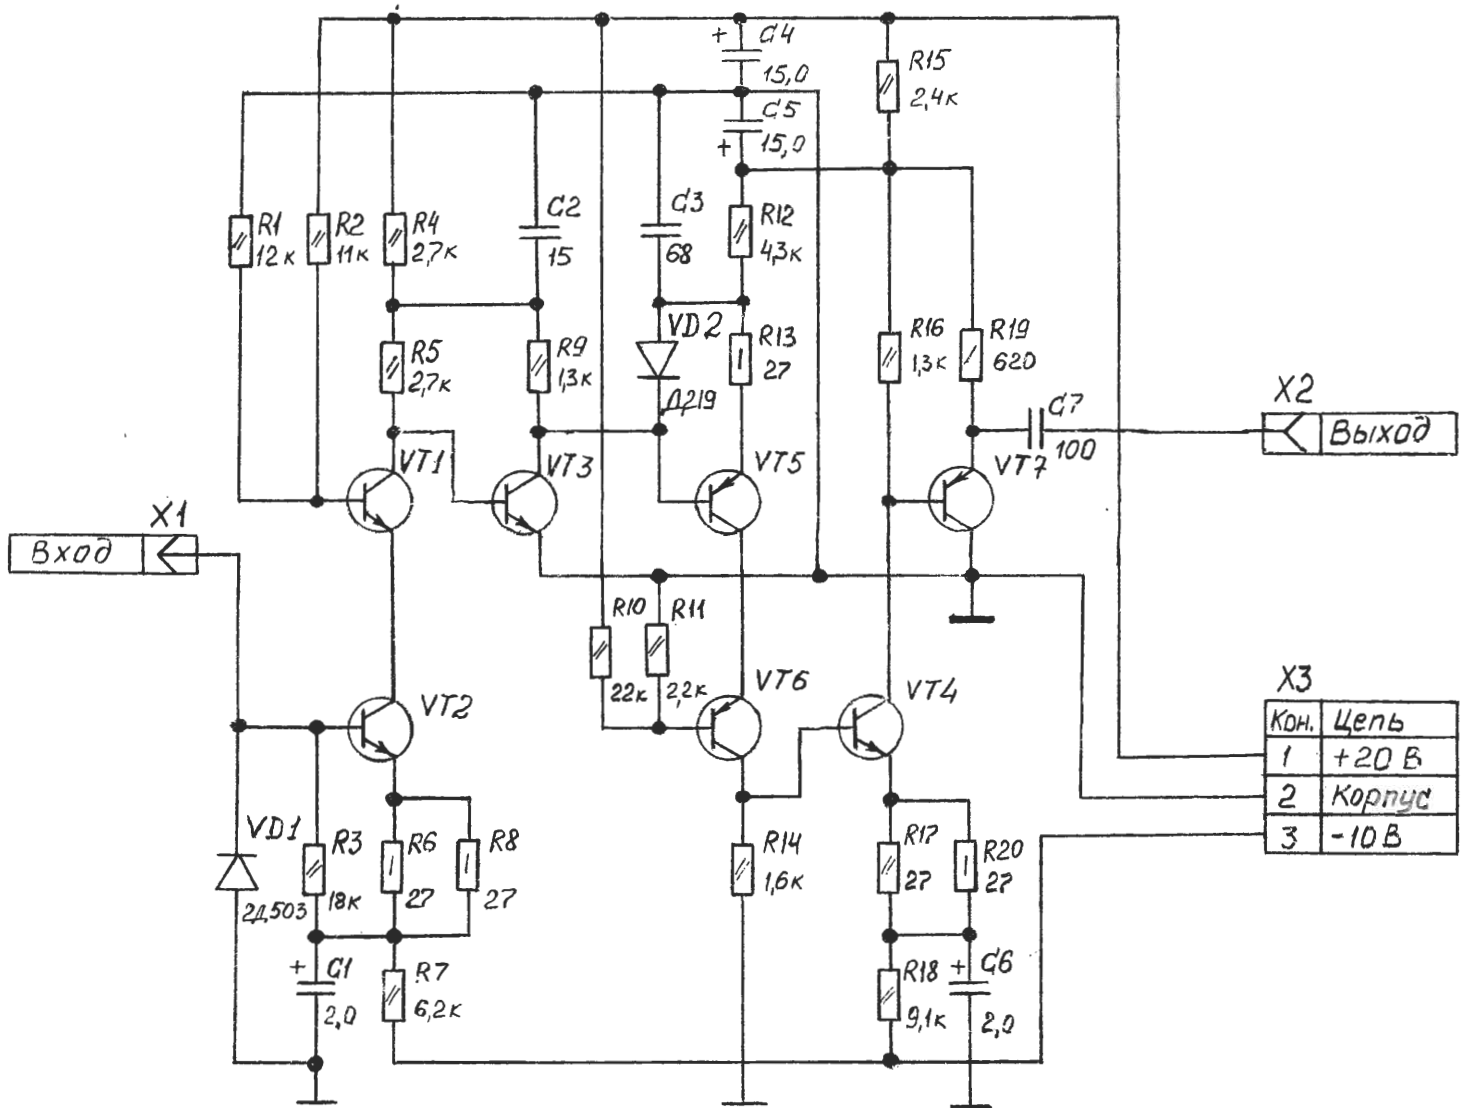 + C4
15,0
R15
2,4к
C5
+ 15,0
R1
12к
R2
11к
R4
2,7к
C2
15
C3
68
R12
4,3к
R5
2,7к
R9
1,3к
VD2
Д219
R13
27
R16
1,3к
R19
620
C7
100
X2
Выход
VT1
VT3
VT5
VT7
X1
Вход
R10
22к
R11
2,2к
VT2
VT6
VT4
X3
Кон. Цепь
1 +20 В
2 Корпус
3 -10 В
VD1
2Д503
R3
18к
R6
27
R8
27
R14
1,6к
R17
27
R20
27
+ C1
2,0
R7
6,2к
R18
9,1к
+ C6
2,0